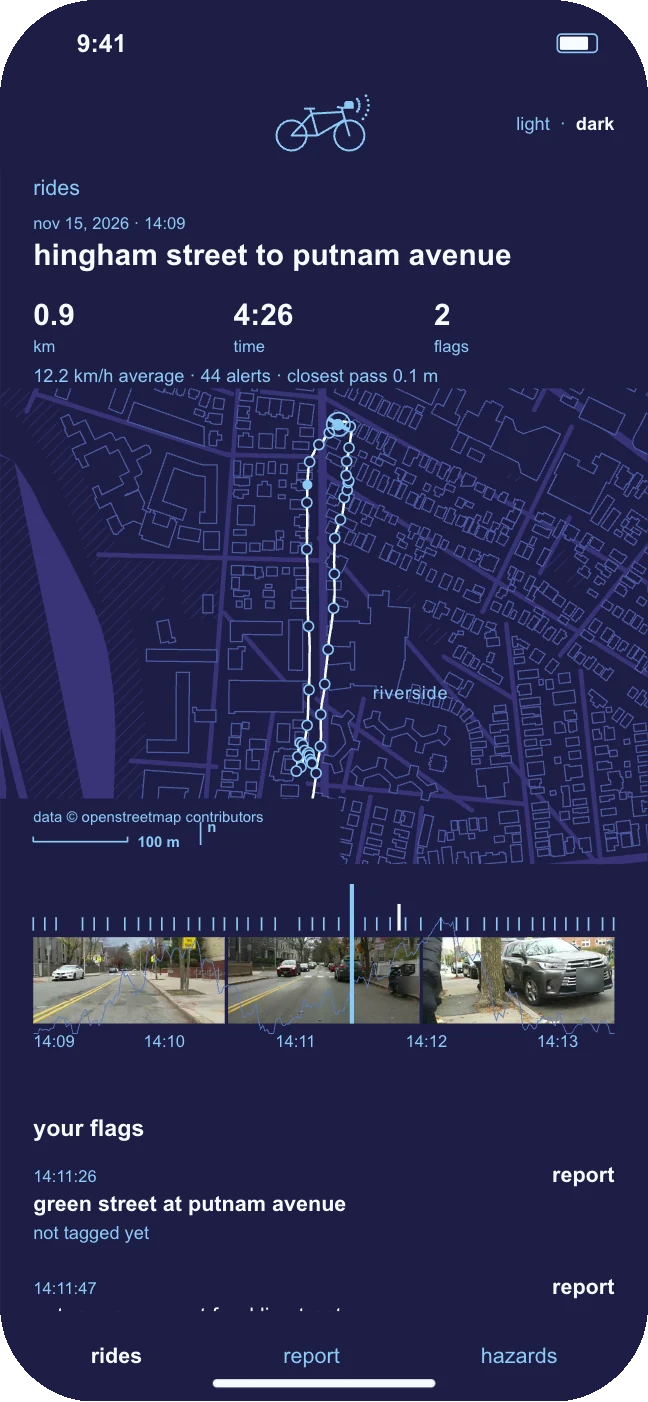 9:41
light · dark
rides
nov 15, 2026 · 14:09
hingham street to putnam avenue
0.9 4:26 2
km time flags
12.2 km/h average · 44 alerts · closest pass 0.1 m
riverside
data © openstreetmap contributors
100 m n
14:09 14:10 14:11 14:12 14:13
your flags
14:11:26 report
green street at putnam avenue
not tagged yet
14:11:47 report
rides report hazards